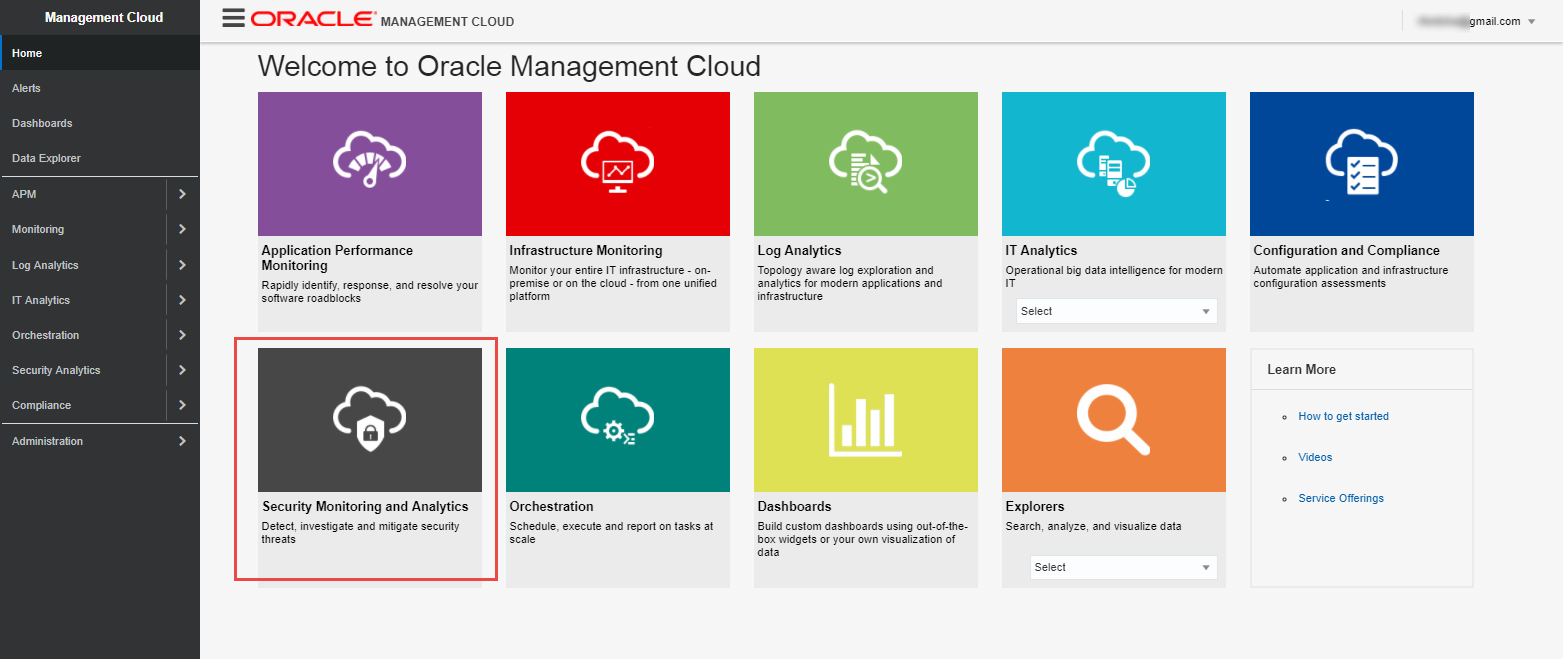 Management Cloud
Home
Alerts
Dashboards
Data Explorer
APM
Monitoring
Log Analytics
IT Analytics
Orchestration
Security Analytics
Compliance
Administration
ORACLE® MANAGEMENT CLOUD
gmail.com
Welcome to Oracle Management Cloud
Application Performance
Monitoring
Rapidly identify, response, and resolve your
software roadblocks
Infrastructure Monitoring
Monitor your entire IT infrastructure - on-
premise or on the cloud - from one unified
platform
Log Analytics
Topology aware log exploration and
analytics for modern applications and
infrastructure
IT Analytics
Operational big data intelligence for modern
IT
Select
Configuration and Compliance
Automate application and infrastructure
configuration assessments
Security Monitoring and Analytics
Detect, investigate and mitigate security
threats
Orchestration
Schedule, execute and report on tasks at
scale
Dashboards
Build custom dashboards using out-of-the-
box widgets or your own visualization of
data
Explorers
Search, analyze, and visualize data
Select
Learn More
How to get started
Videos
Service Offerings